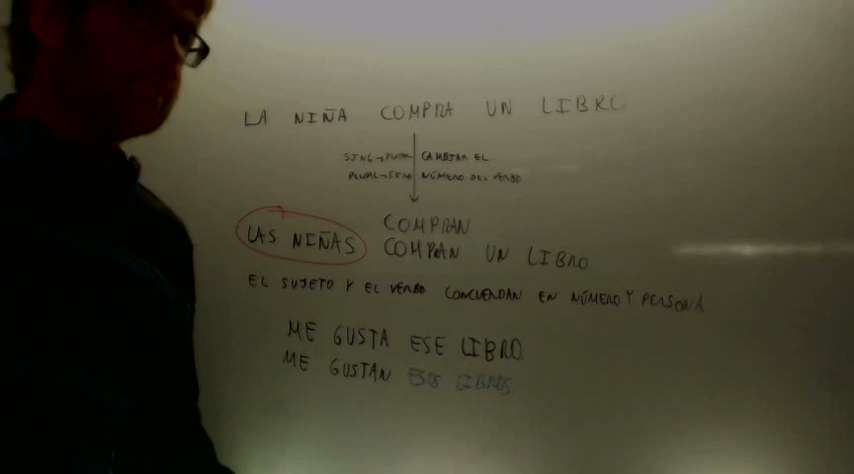 LA NIÑA COMPRA UN LIBRO
SING→PLURAL CAMBIAR EL
PLURAL→SING NÚMERO DEL VERBO
COMPRAN
LAS NIÑAS COMPRAN UN LIBRO
EL SUJETO Y EL VERBO CONCUERDAN EN NÚMERO Y PERSONA
ME GUSTA ESE LIBRO
ME GUSTAN ESOS LIBROS